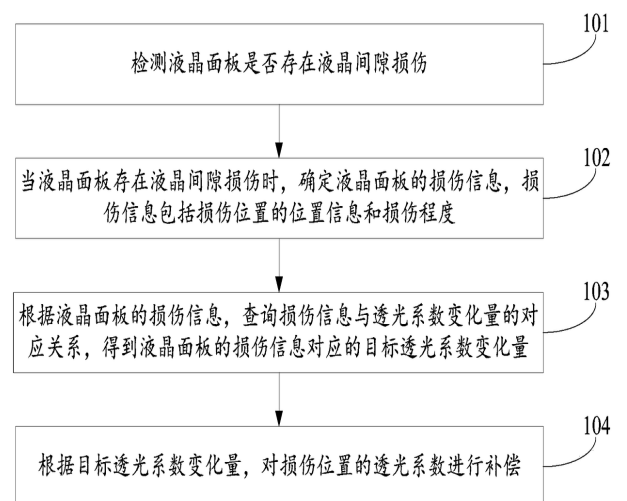 101
检测液晶面板是否存在液晶间隙损伤
102
当液晶面板存在液晶间隙损伤时，确定液晶面板的损伤信息，损
伤信息包括损伤位置的位置信息和损伤程度
103
根据液晶面板的损伤信息，查询损伤信息与透光系数变化量的对
应关系，得到液晶面板的损伤信息对应的目标透光系数变化量
104
根据目标透光系数变化量，对损伤位置的透光系数进行补偿